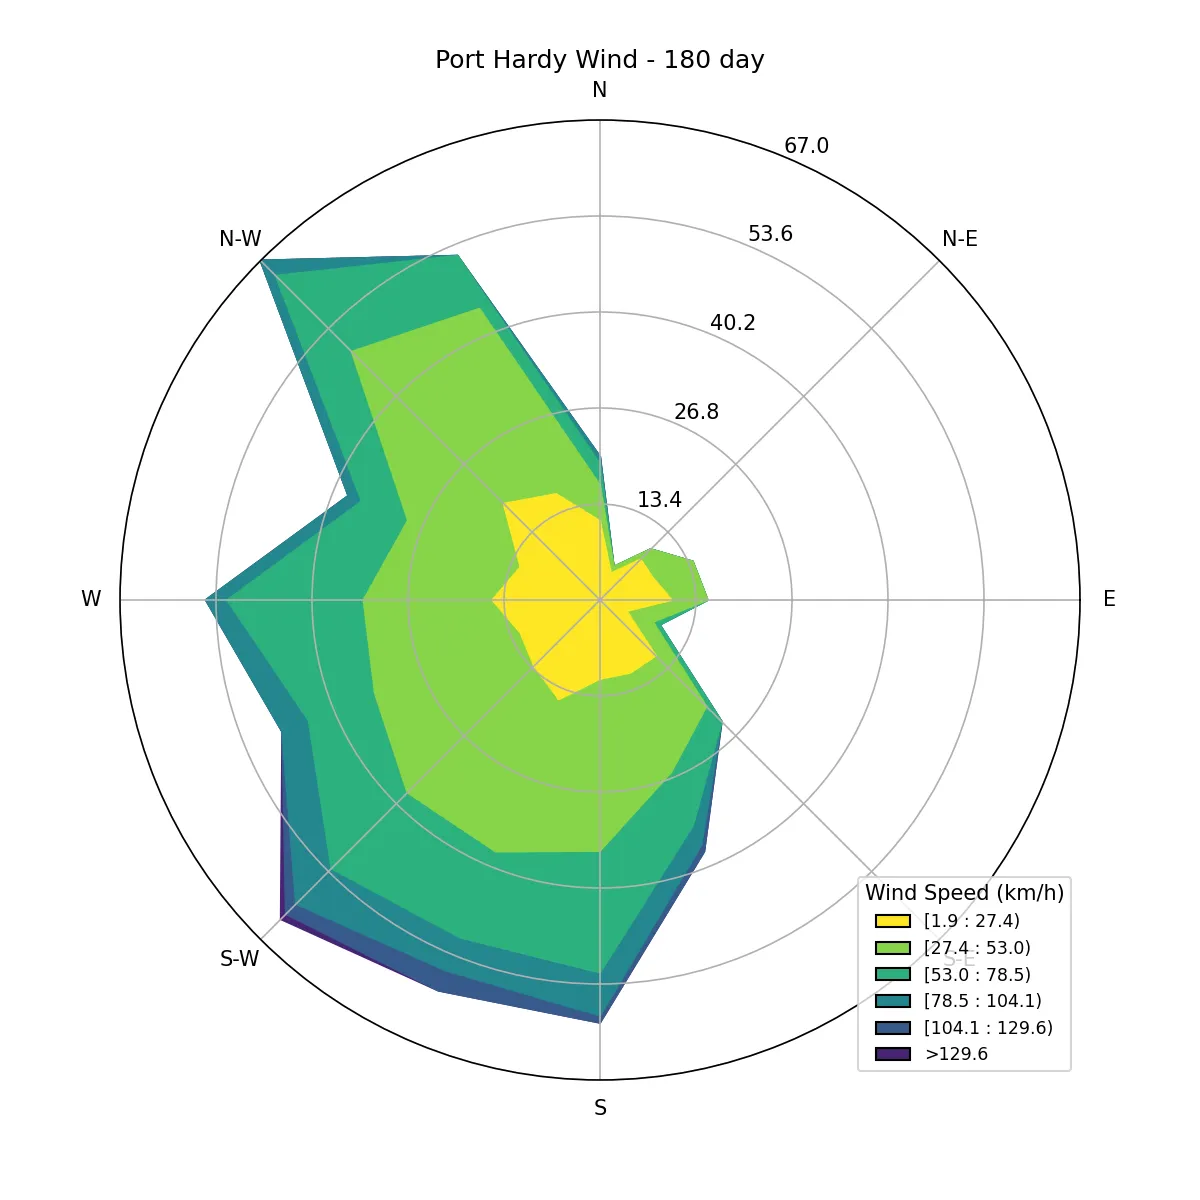 Port Hardy Wind - 180 day
N
67.0
53.6
N-W
N-E
40.2
26.8
13.4
W
E
Wind Speed (km/h)
[1.9 : 27.4)
[27.4 : 53.0)
S-W
S-E
[53.0 : 78.5)
[78.5 : 104.1)
[104.1 : 129.6)
>129.6
S